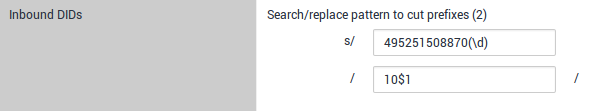 Inbound DIDs
Search/replace pattern to cut prefixes (2)
s/ 495251508870(\d)
/ 10$1 /